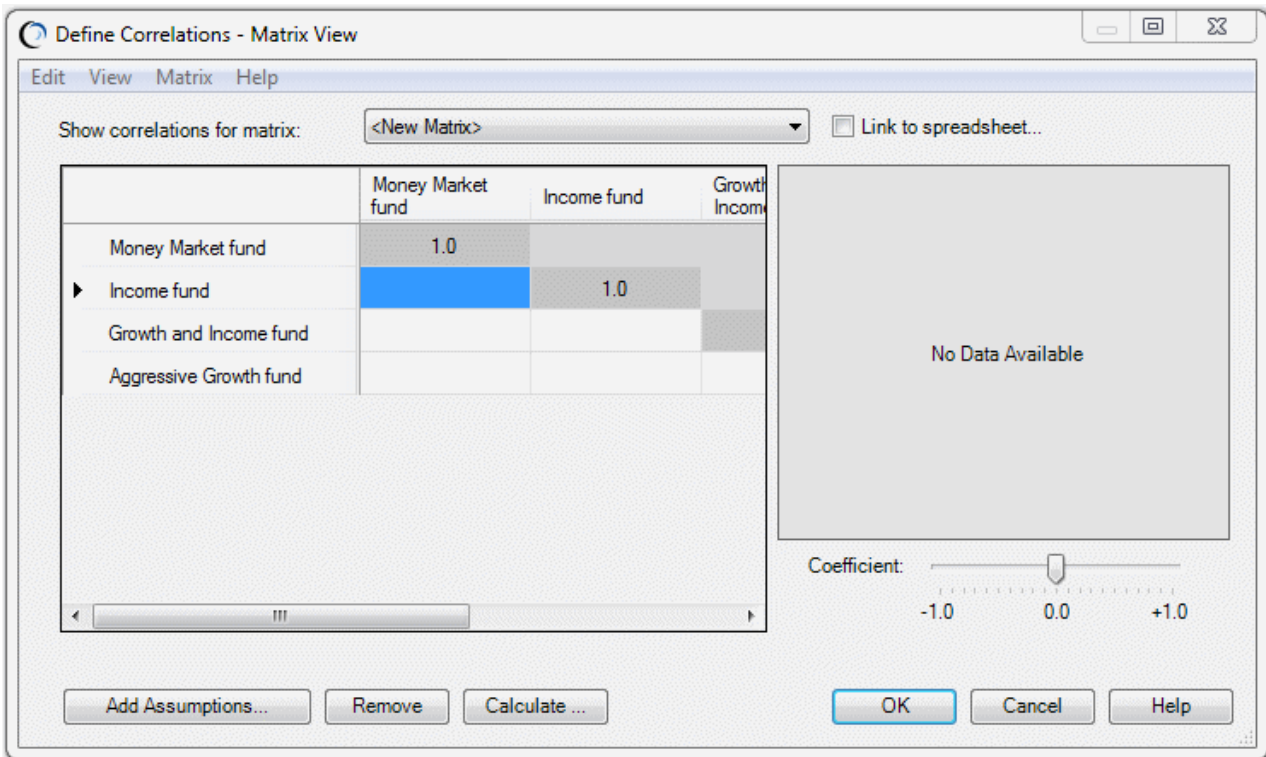 Define Correlations - Matrix View
Edit View Matrix Help
Show correlations for matrix: <New Matrix> Link to spreadsheet...
Money Market
fund
Income fund
Growth
Income
Money Market fund 1.0
Income fund 1.0
Growth and Income fund
Aggressive Growth fund
No Data Available
Coefficient:
-1.0 0.0 +1.0
Add Assumptions... Remove Calculate ... OK Cancel Help